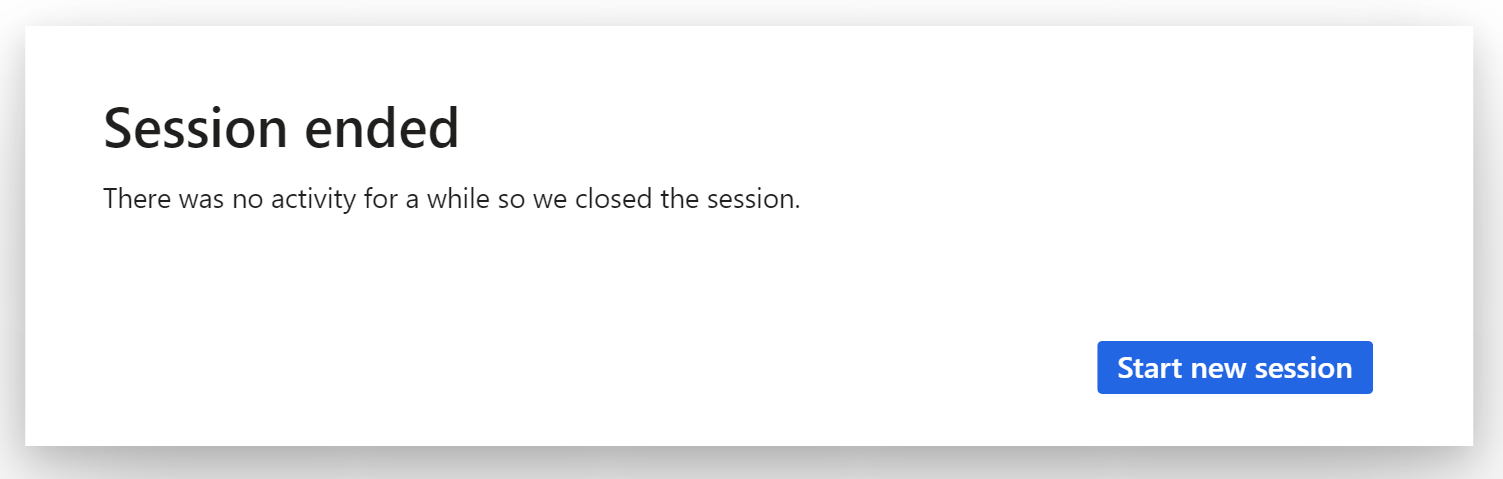 Session ended
There was no activity for a while so we closed the session.
Start new session